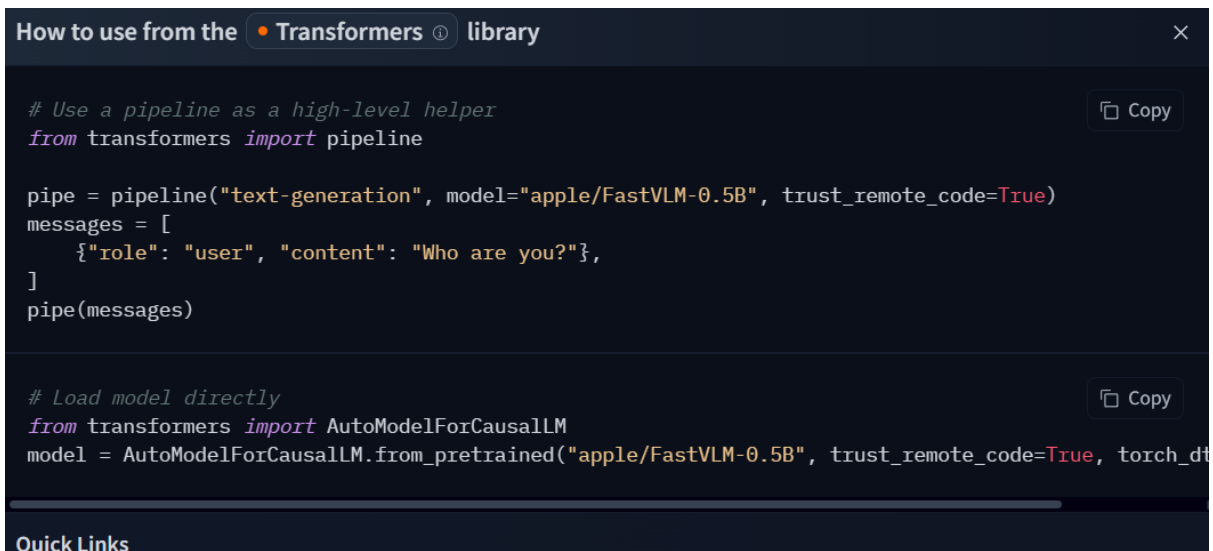 How to use from the Transformers library
# Use a pipeline as a high-level helper
Copy
from transformers import pipeline
pipe = pipeline("text-generation", model="apple/FastVLM-0.5B", trust_remote_code=True)
messages = [
    {"role": "user", "content": "Who are you?"},
]
pipe(messages)
# Load model directly
Copy
from transformers import AutoModelForCausalLM
model = AutoModelForCausalLM.from_pretrained("apple/FastVLM-0.5B", trust_remote_code=True, torch_dt
Quick Links